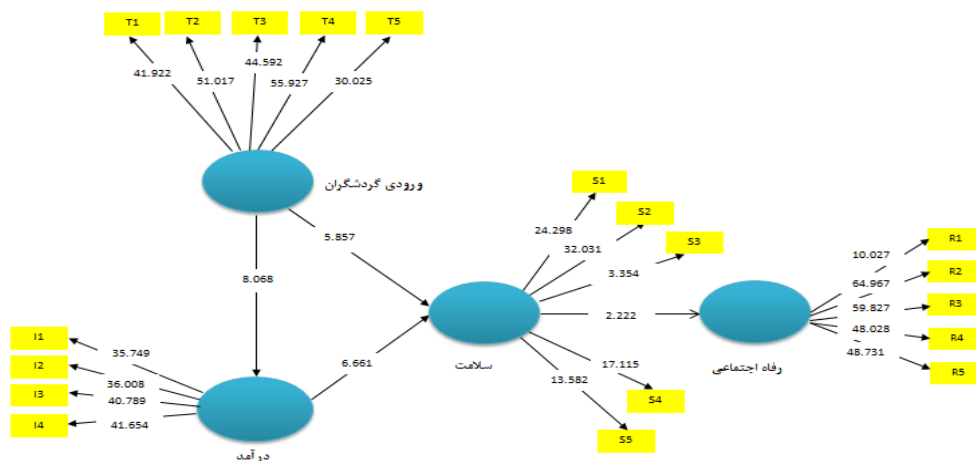 T1
T2
T3
T4
T5
41.922
51.017
44.592
55.927
30.025
ورودی گردشگران
S1
S2
S3
24.298
32.031
3.354
5.857
8.068
R1
R2
R3
R4
R5
10.027
64.967
59.827
48.028
48.731
2.222
رفاه اجتماعی
سلامت
6.661
17.115
13.582
S4
S5
I1
I2
I3
I4
35.749
36.008
40.789
41.654
درآمد